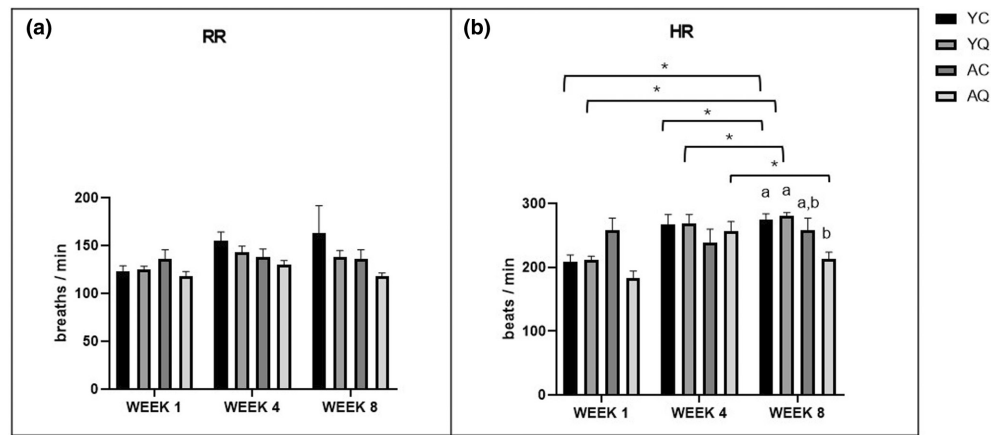 (a)
RR
breaths / min
200
150
100
50
0
WEEK 1 WEEK 4 WEEK 8
(b)
HR
*
*
*
*
*
a a a,b b
beats / min
300
200
100
0
WEEK 1 WEEK 4 WEEK 8
YC
YQ
AC
AQ